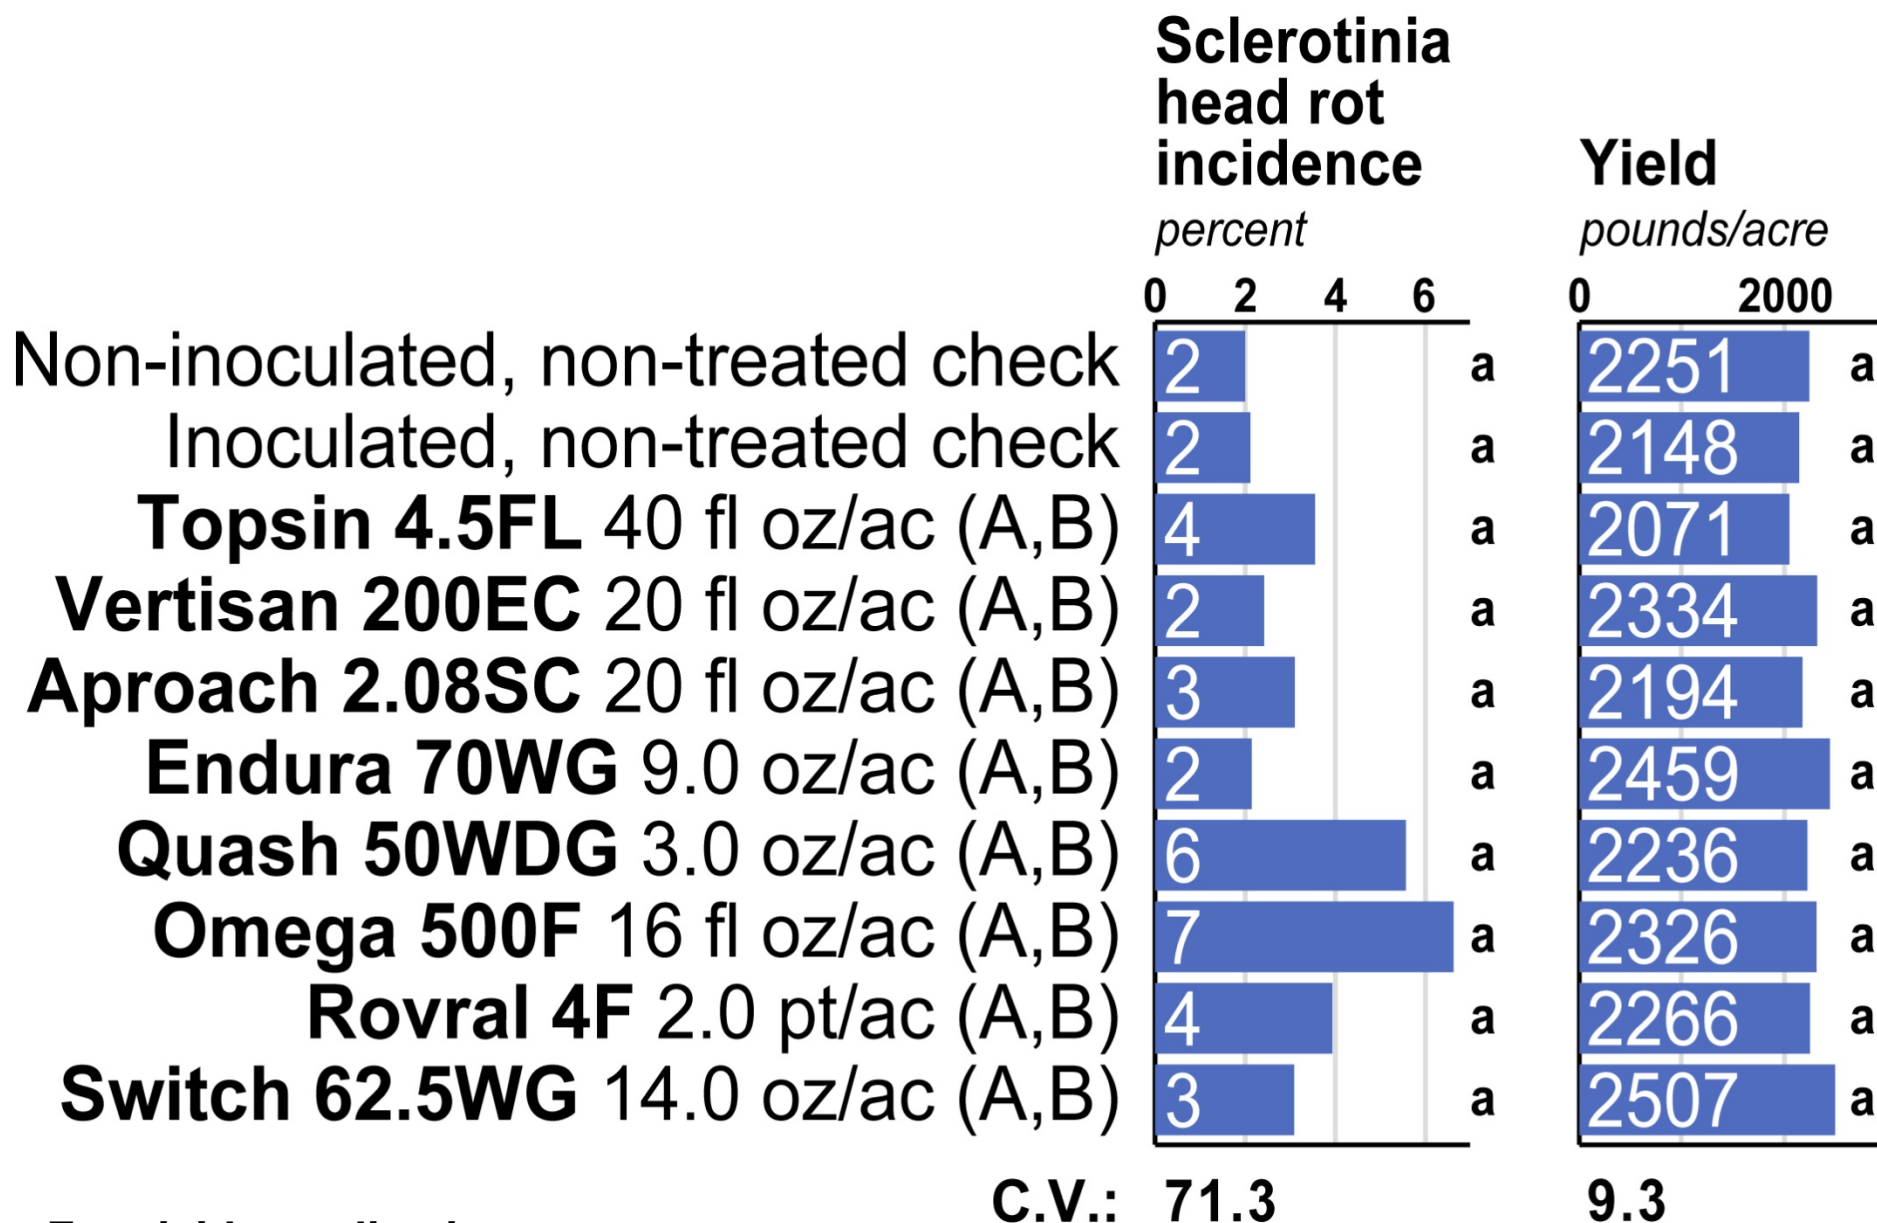 Sclerotinia
head rot
incidence
percent
Yield
pounds/acre
0 2 4 6 0 2000
Non-inoculated, non-treated check 2 a 2251 a
Inoculated, non-treated check 2 a 2148 a
Topsin 4.5FL 40 fl oz/ac (A,B) 4 a 2071 a
Vertisan 200EC 20 fl oz/ac (A,B) 2 a 2334 a
Aproach 2.08SC 20 fl oz/ac (A,B) 3 a 2194 a
Endura 70WG 9.0 oz/ac (A,B) 2 a 2459 a
Quash 50WDG 3.0 oz/ac (A,B) 6 a 2236 a
Omega 500F 16 fl oz/ac (A,B) 7 a 2326 a
Rovral 4F 2.0 pt/ac (A,B) 4 a 2266 a
Switch 62.5WG 14.0 oz/ac (A,B) 3 a 2507 a
C.V.: 71.3 9.3